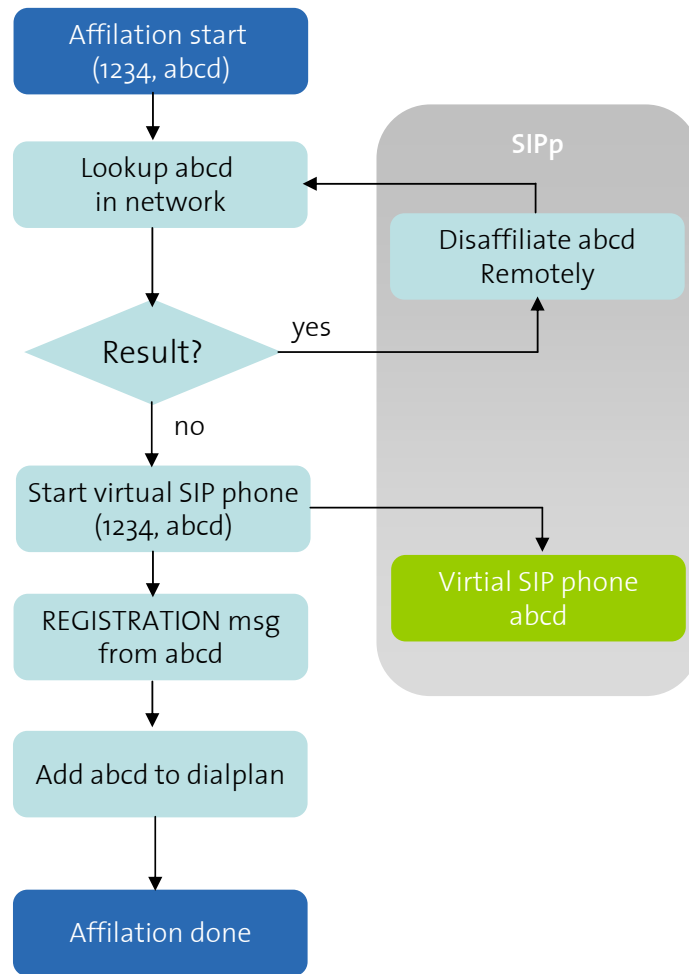 Affilation start
(1234, abcd)
SIPp
Lookup abcd
in network
Disaffiliate abcd
Remotely
yes
Result?
no
Start virtual SIP phone
(1234, abcd)
Virtial SIP phone
abcd
REGISTRATION msg
from abcd
Add abcd to dialplan
Affilation done